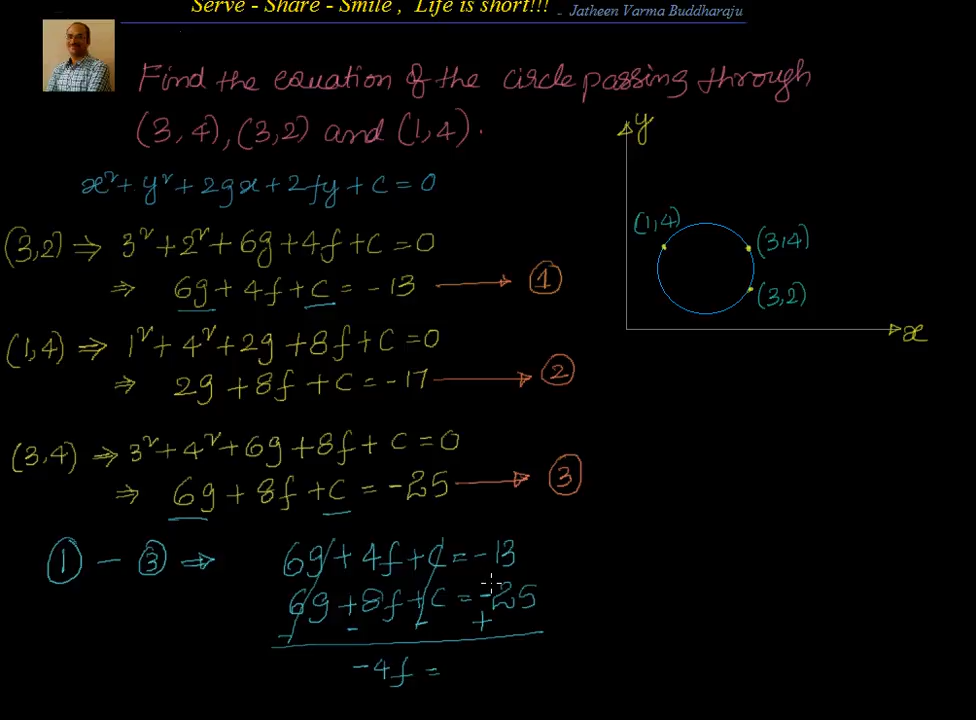 Serve - Share - Smile , Life is short!!! - Jatheen Varma Buddharaju
Find the equation of the circle passing through
(3, 4), (3,2) and (1,4).
x² + y² + 2gx + 2fy + c = 0
(3,2) ⇒ 3² + 2² + 6g + 4f + c = 0
⇒ 6g + 4f + c = -13 → ①
(1,4) ⇒ 1² + 4² + 2g + 8f + c = 0
⇒ 2g + 8f + c = -17 → ②
(3,4) ⇒ 3² + 4² + 6g + 8f + c = 0
⇒ 6g + 8f + c = -25 → ③
① - ③ ⇒ 6g + 4f + c = -13
6g + 8f + c = -25
- - - +
-4f =
y
(1,4)
(3,4)
(3,2)
x